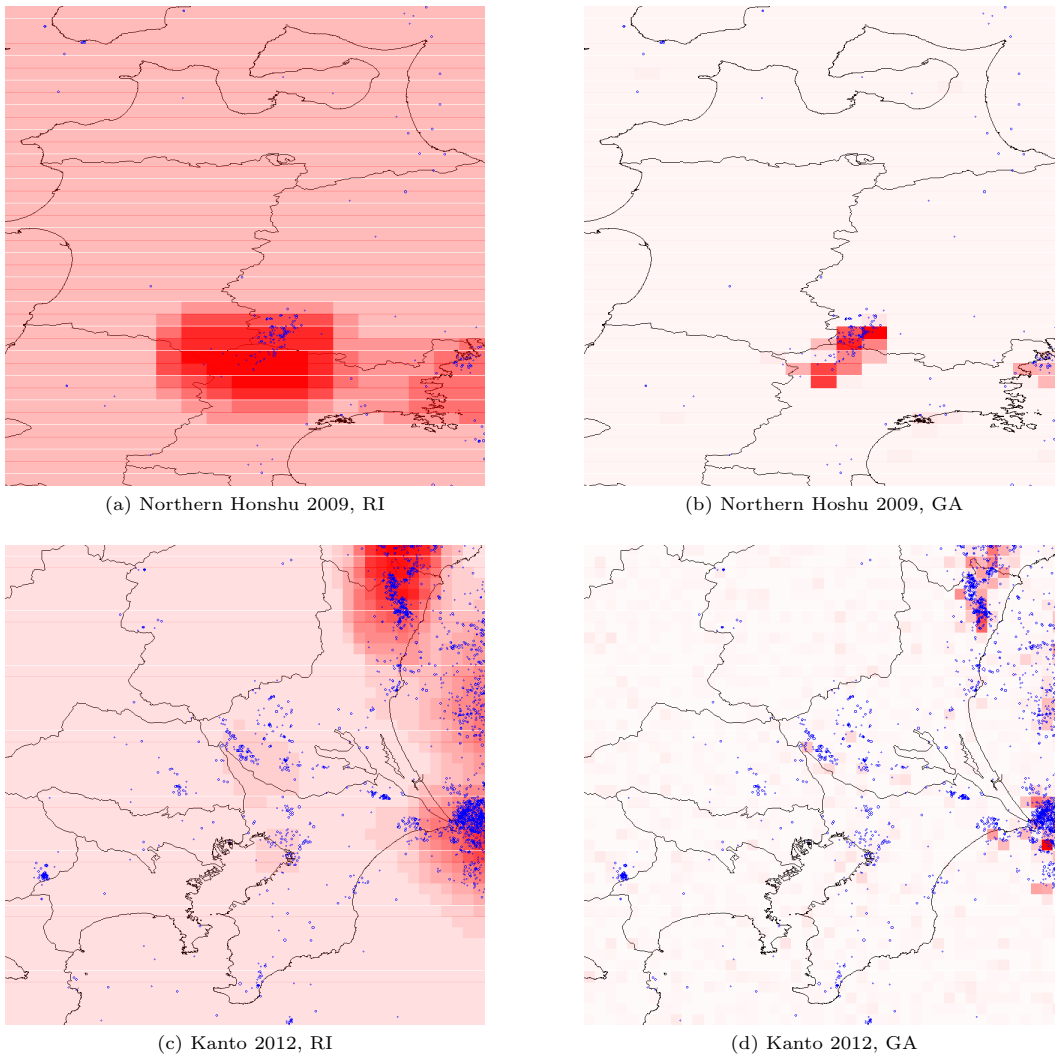 (a) Northern Honshu 2009, RI
(b) Northern Hoshu 2009, GA
(c) Kanto 2012, RI
(d) Kanto 2012, GA